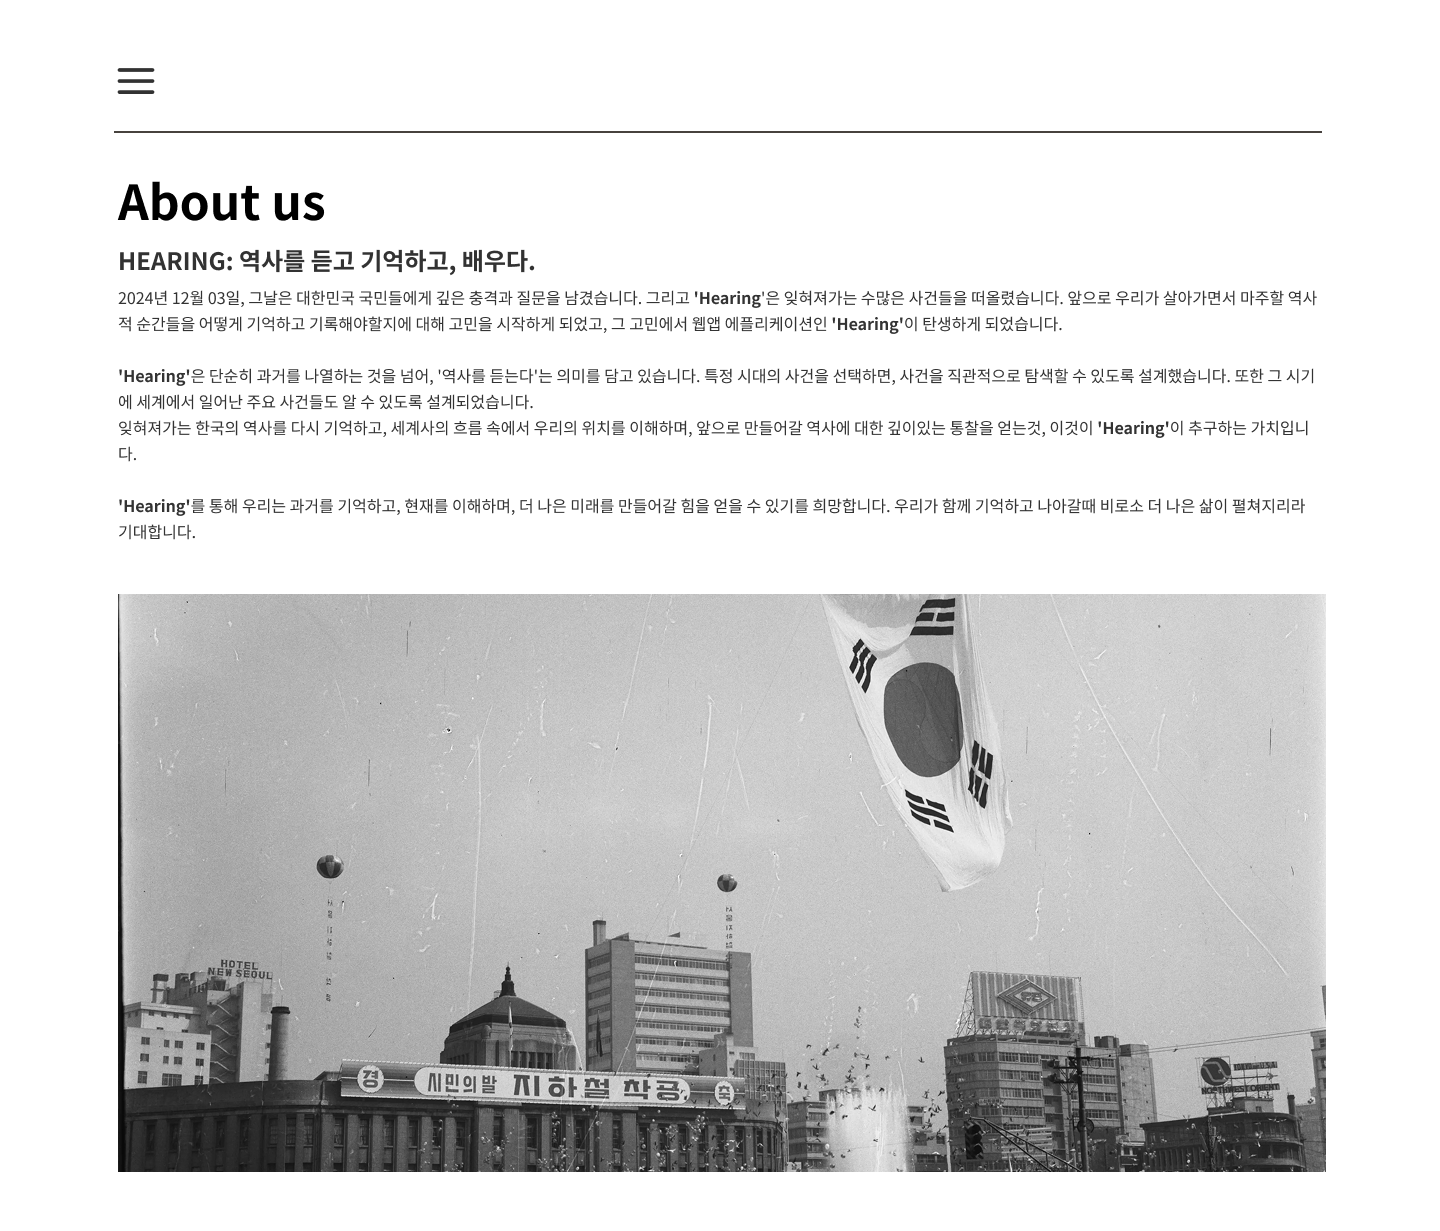 About us
HEARING: 역사를 듣고 기억하고, 배우다.
2024년 12월 03일, 그날은 대한민국 국민들에게 깊은 충격과 질문을 남겼습니다. 그리고 'Hearing'은 잊혀져가는 수많은 사건들을 떠올렸습니다. 앞으로 우리가 살아가면서 마주할 역사
적 순간들을 어떻게 기억하고 기록해야할지에 대해 고민을 시작하게 되었고, 그 고민에서 웹앱 에플리케이션인 'Hearing'이 탄생하게 되었습니다.
'Hearing'은 단순히 과거를 나열하는 것을 넘어, '역사를 듣는다'는 의미를 담고 있습니다. 특정 시대의 사건을 선택하면, 사건을 직관적으로 탐색할 수 있도록 설계했습니다. 또한 그 시기
에 세계에서 일어난 주요 사건들도 알 수 있도록 설계되었습니다.
잊혀져가는 한국의 역사를 다시 기억하고, 세계사의 흐름 속에서 우리의 위치를 이해하며, 앞으로 만들어갈 역사에 대한 깊이있는 통찰을 얻는것, 이것이 'Hearing'이 추구하는 가치입니
다.
'Hearing'를 통해 우리는 과거를 기억하고, 현재를 이해하며, 더 나은 미래를 만들어갈 힘을 얻을 수 있기를 희망합니다. 우리가 함께 기억하고 나아갈때 비로소 더 나은 삶이 펼쳐지리라
기대합니다.
HOTEL
NEW SEOUL
경 시민의발 지하철 착공 축
NORTHWEST ORIENT